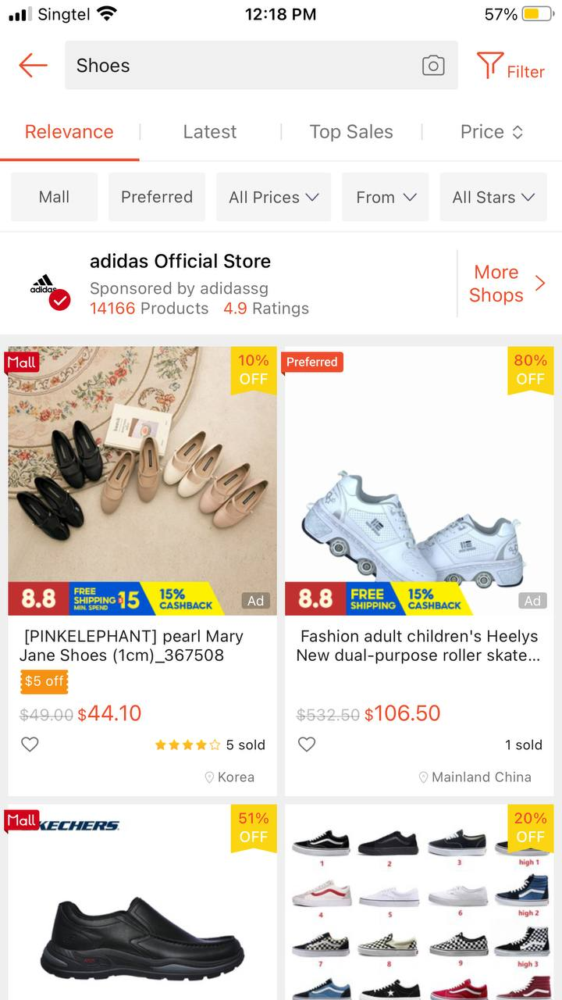 Singtel
12:18 PM
57%
Shoes
Filter
Relevance
Latest
Top Sales
Price
Mall
Preferred
All Prices
From
All Stars
adidas
adidas Official Store
Sponsored by adidassg
14166 Products 4.9 Ratings
More
Shops
Mall
10%
OFF
8.8
FREE
SHIPPING
MIN. SPEND
$15
15%
CASHBACK
Ad
[PINKELEPHANT] pearl Mary
Jane Shoes (1cm)_367508
$5 off
$49.00 $44.10
5 sold
Korea
Preferred
80%
OFF
8.8
FREE
SHIPPING
15%
CASHBACK
Ad
Fashion adult children's Heelys
New dual-purpose roller skate...
$532.50 $106.50
1 sold
Mainland China
Mall
KECHERS
51%
OFF
20%
OFF
1
2
3
high 1
4
5
6
high 2
7
8
9
high 3